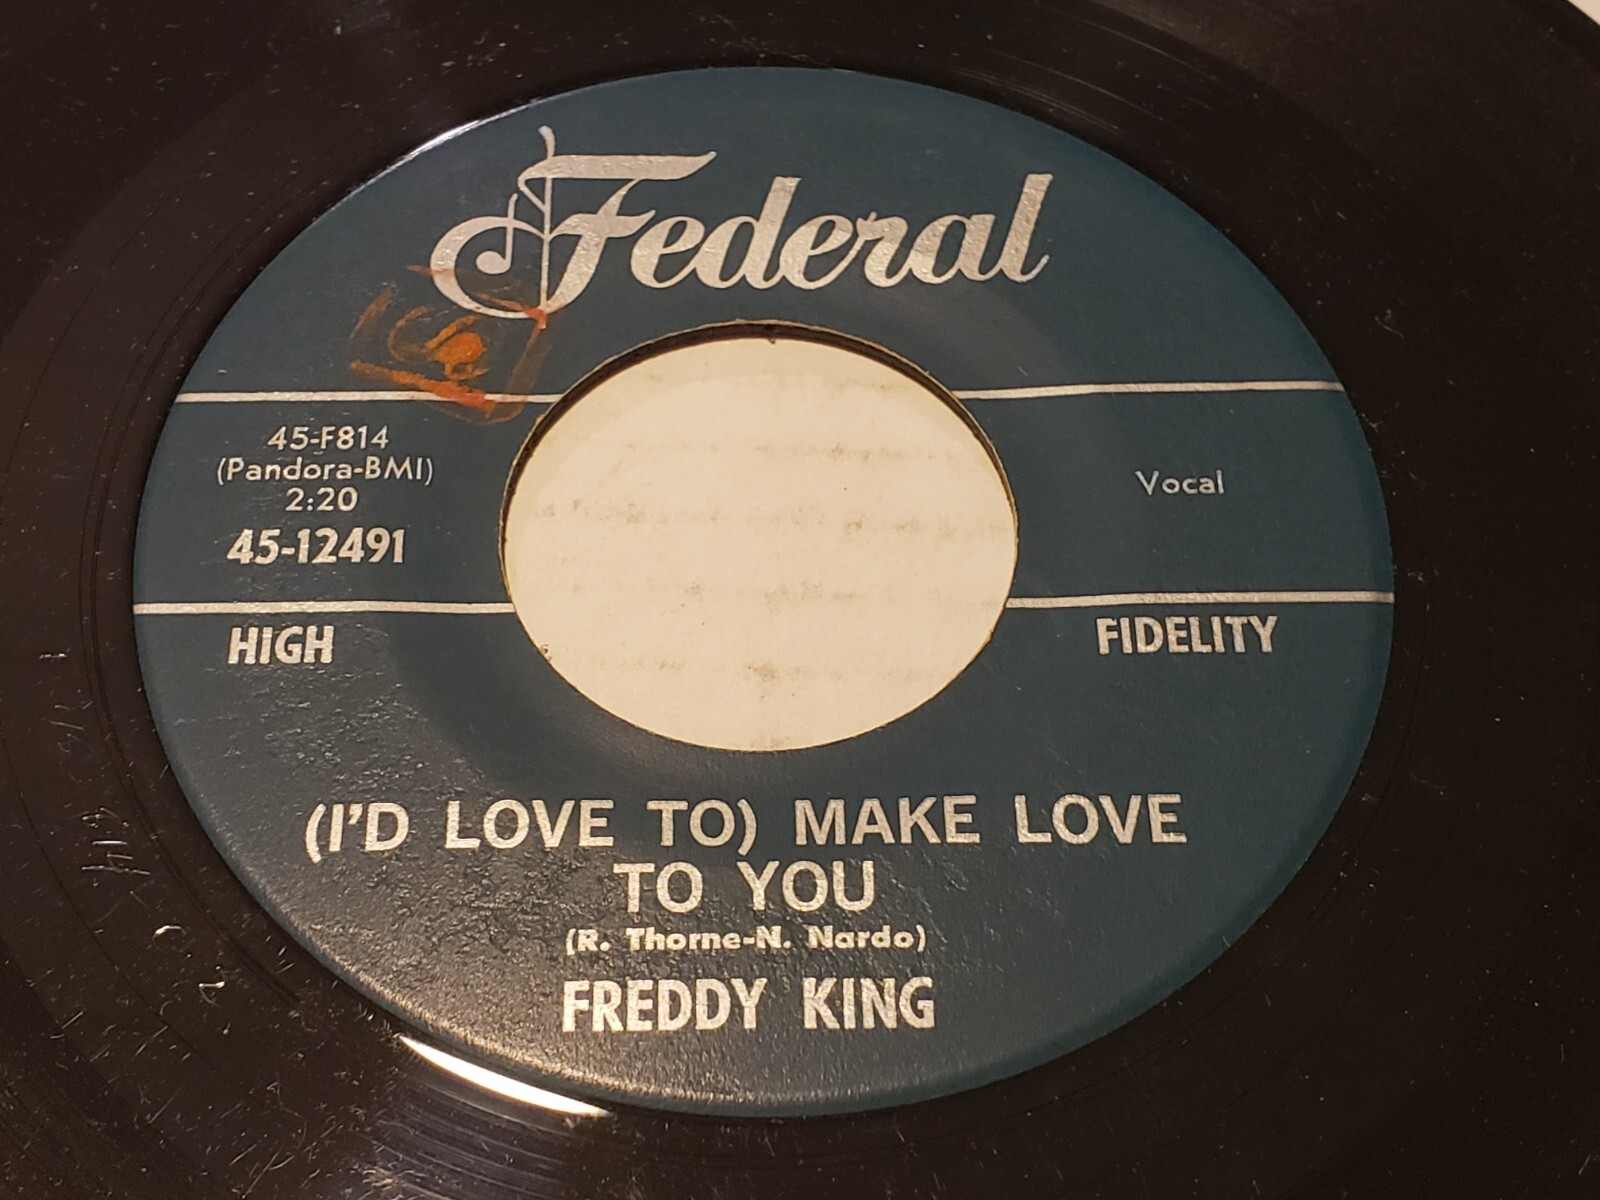 Federal
45-F814
(Pandora-BMI)
2:20
45-12491
Vocal
HIGH
FIDELITY
(I'D LOVE TO) MAKE LOVE
TO YOU
(R. Thorne-N. Nardo)
FREDDY KING